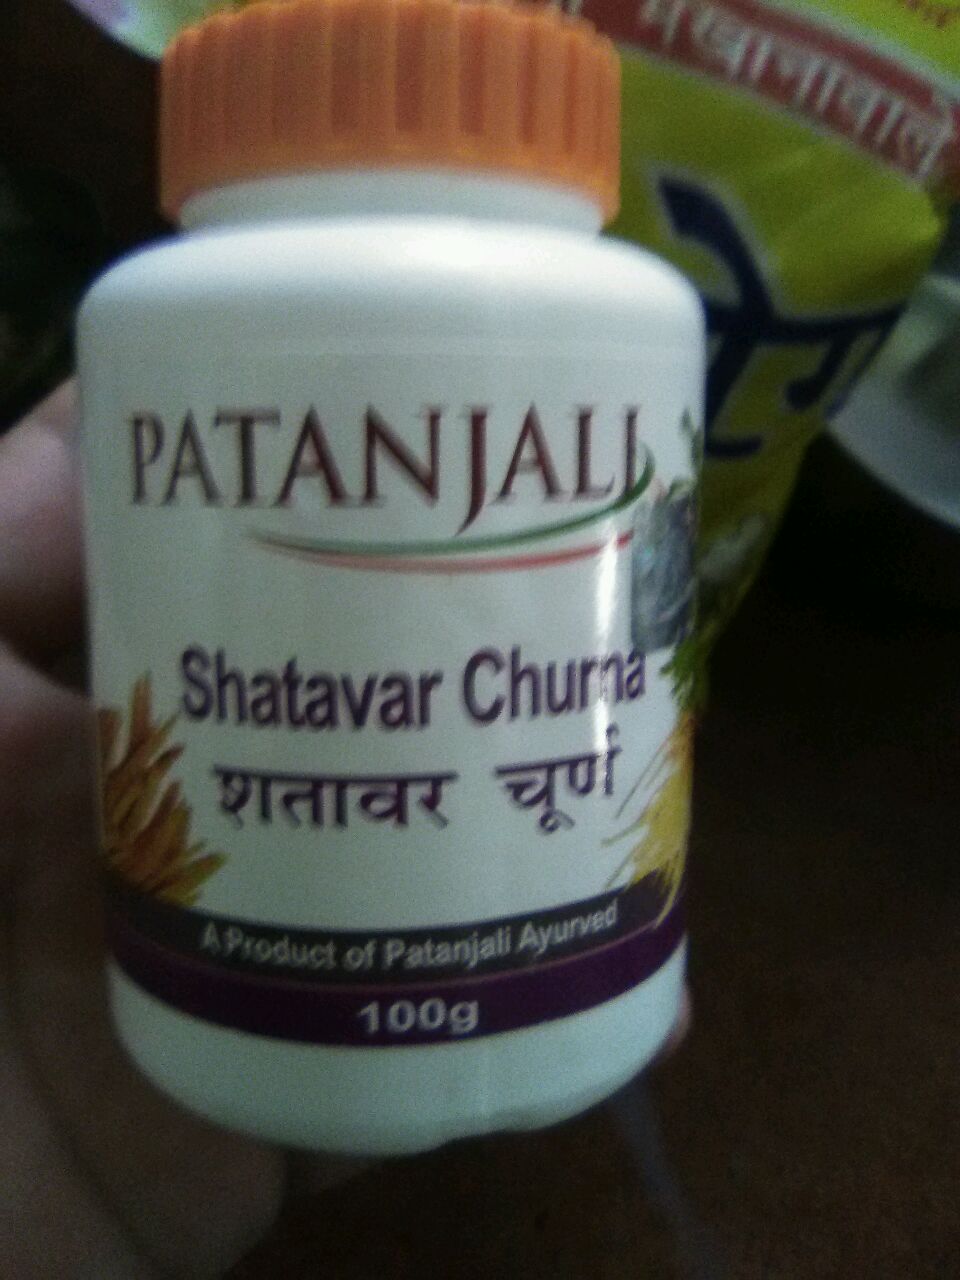 PATANJALI
Shatavar Churna
शतावर चूर्ण
A Product of Patanjali Ayurved
100g